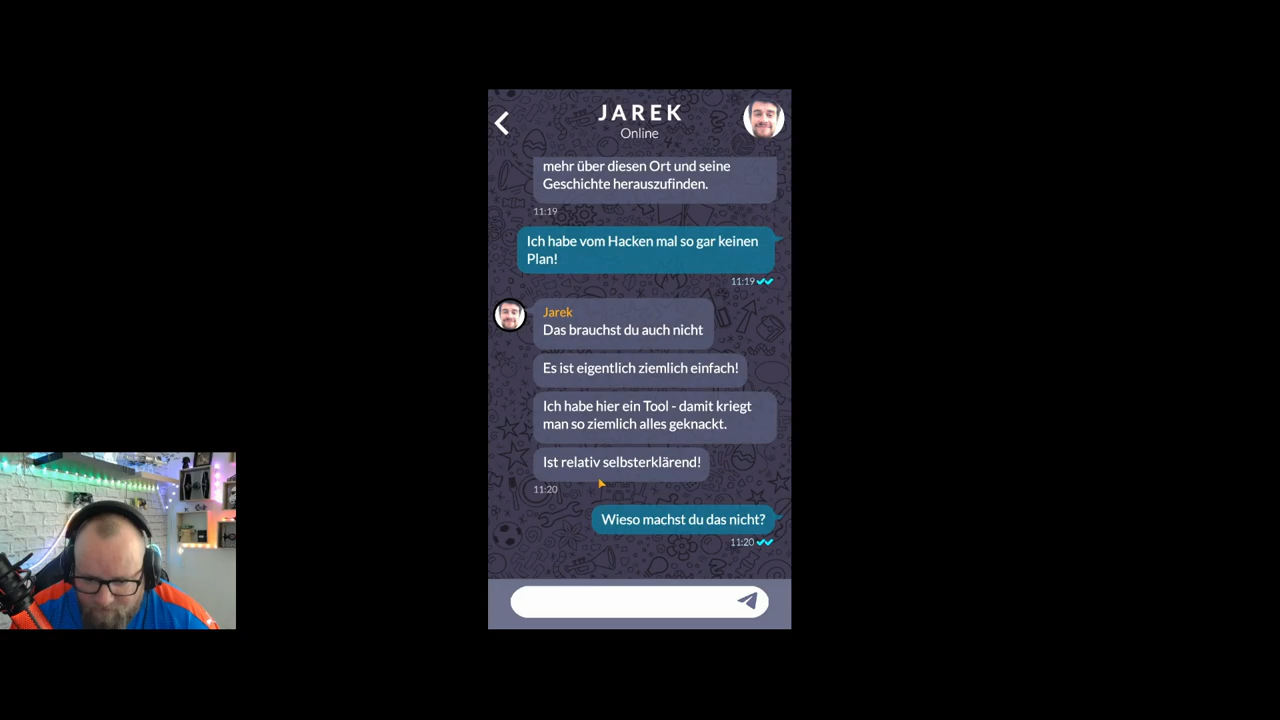 JAREK
Online
mehr über diesen Ort und seine
Geschichte herauszufinden.
11:19
Ich habe vom Hacken mal so gar keinen
Plan!
11:19
Jarek
Das brauchst du auch nicht
Es ist eigentlich ziemlich einfach!
Ich habe hier ein Tool - damit kriegt
man so ziemlich alles geknackt.
Ist relativ selbsterklärend!
11:20
Wieso machst du das nicht?
11:20